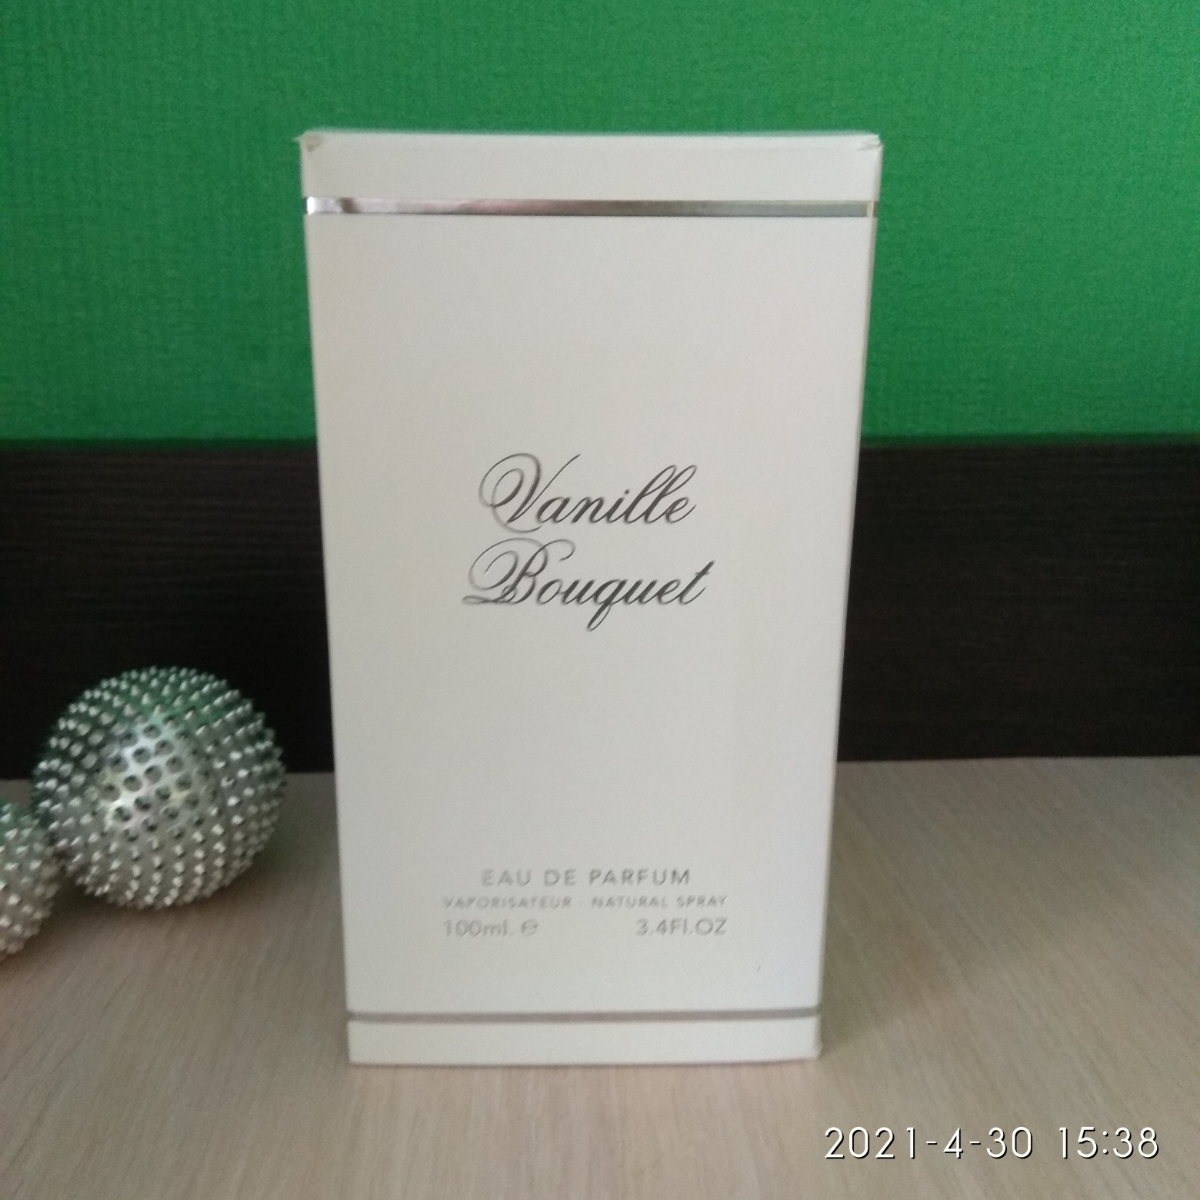 Vanille
Bouquet
EAU DE PARFUM
VAPORISATEUR · NATURAL SPRAY
100ml. ℮ 3.4Fl.OZ
2021-4-30 15:38